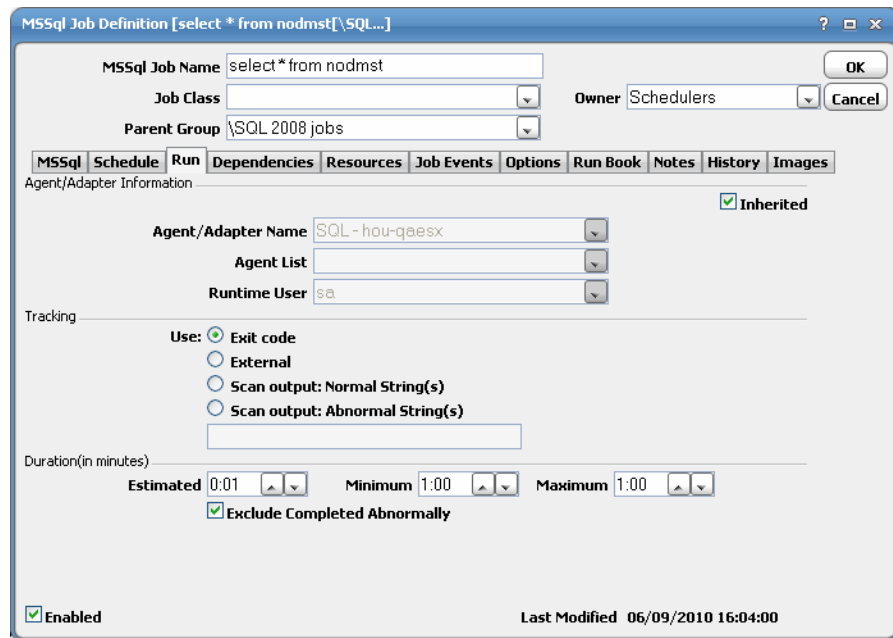 MSSql Job Definition [select * from nodmst[\SQL...]
?
MSSql Job Name select * from nodmst
OK
Job Class
Owner Schedulers
Cancel
Parent Group \SQL 2008 jobs
MSSql Schedule Run Dependencies Resources Job Events Options Run Book Notes History Images
Agent/Adapter Information
Inherited
Agent/Adapter Name SQL - hou-qaesx
Agent List
Runtime User sa
Tracking
Use: Exit code
External
Scan output: Normal String(s)
Scan output: Abnormal String(s)
Duration(in minutes)
Estimated 0:01 Minimum 1:00 Maximum 1:00
Exclude Completed Abnormally
Enabled
Last Modified 06/09/2010 16:04:00